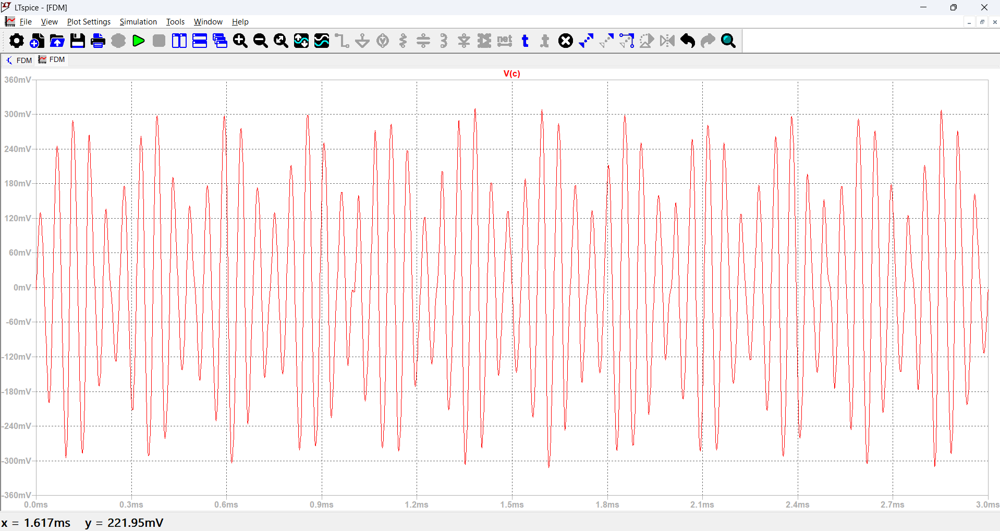 LTspice - [FDM]
File View Plot Settings Simulation Tools Window Help
net t t
FDM FDM
V(c)
360mV
300mV
240mV
180mV
120mV
60mV
0mV
-60mV
-120mV
-180mV
-240mV
-300mV
-360mV
0.0ms 0.3ms 0.6ms 0.9ms 1.2ms 1.5ms 1.8ms 2.1ms 2.4ms 2.7ms 3.0ms
x = 1.617ms y = 221.95mV